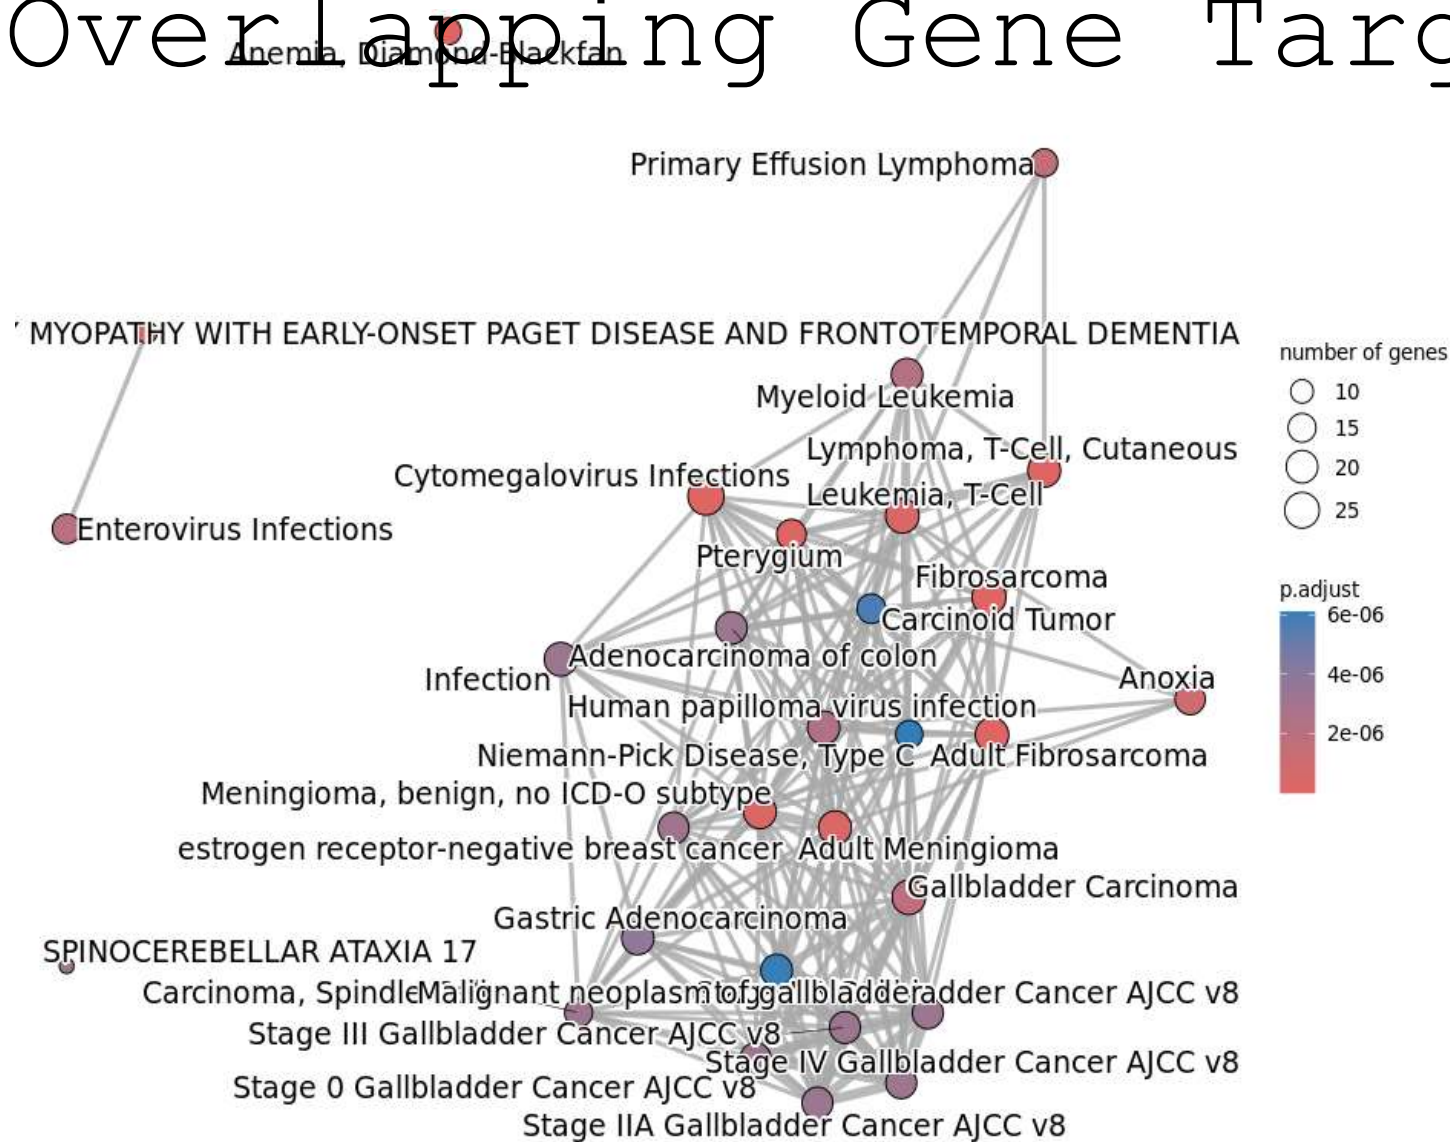 Overlapping Gene Targ
Anemia, Diamond-Blackfan
Primary Effusion Lymphoma
MYOPATHY WITH EARLY-ONSET PAGET DISEASE AND FRONTOTEMPORAL DEMENTIA
number of genes
10
15
20
25
Myeloid Leukemia
Lymphoma, T-Cell, Cutaneous
Cytomegalovirus Infections
Leukemia, T-Cell
Enterovirus Infections
Pterygium
Fibrosarcoma
p.adjust
6e-06
4e-06
2e-06
Carcinoid Tumor
Adenocarcinoma of colon
Infection
Anoxia
Human papilloma virus infection
Niemann-Pick Disease, Type C
Adult Fibrosarcoma
Meningioma, benign, no ICD-O subtype
estrogen receptor-negative breast cancer
Adult Meningioma
Gallbladder Carcinoma
Gastric Adenocarcinoma
SPINOCEREBELLAR ATAXIA 17
Carcinoma, Spindle
Malignant neoplasm of gallbladder
adder Cancer AJCC v8
Stage III Gallbladder Cancer AJCC v8
Stage IV Gallbladder Cancer AJCC v8
Stage 0 Gallbladder Cancer AJCC v8
Stage IIA Gallbladder Cancer AJCC v8